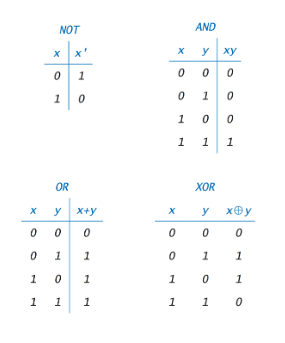 NOT
x x'
0 1
1 0
AND
x y xy
0 0 0
0 1 0
1 0 0
1 1 1
OR
x y x+y
0 0 0
0 1 1
1 0 1
1 1 1
XOR
x y x⊕y
0 0 0
0 1 1
1 0 1
1 1 0